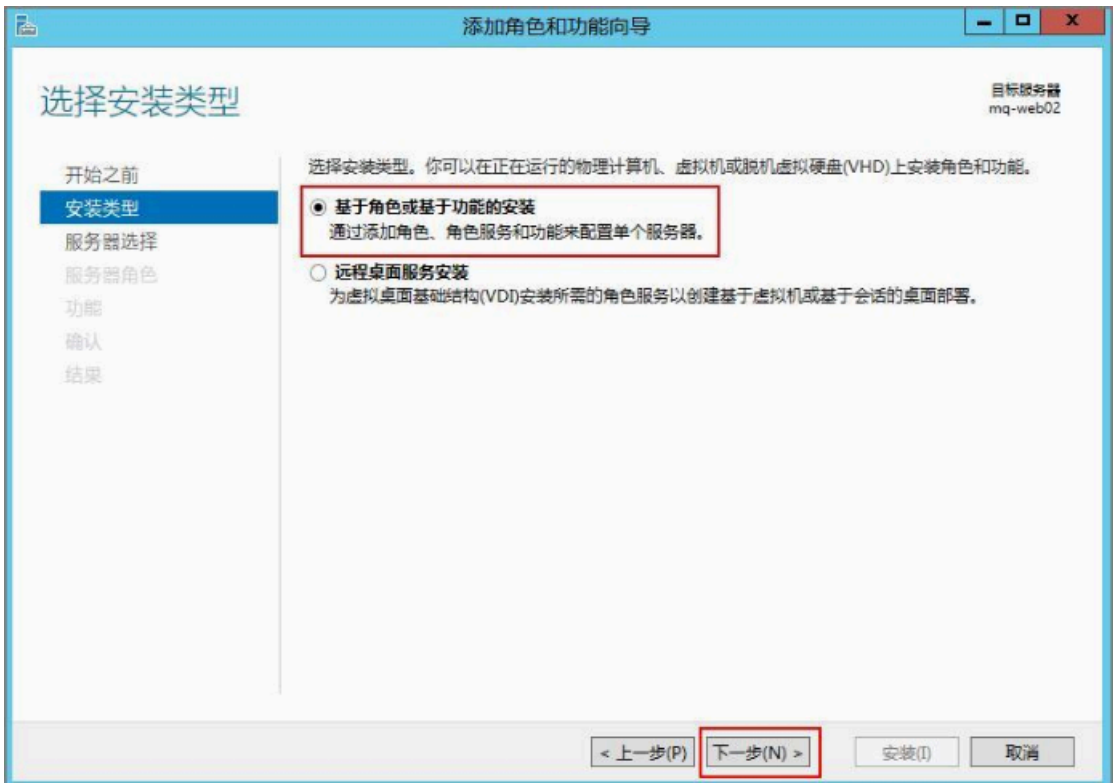 添加角色和功能向导
选择安装类型
目标服务器
mq-web02
开始之前
安装类型
服务器选择
服务器角色
功能
确认
结果
选择安装类型。你可以在正在运行的物理计算机、虚拟机或脱机虚拟硬盘(VHD)上安装角色和功能。
基于角色或基于功能的安装
通过添加角色、角色服务和功能来配置单个服务器。
远程桌面服务安装
为虚拟桌面基础结构(VDI)安装所需的角色服务以创建基于虚拟机或基于会话的桌面部署。
< 上一步(P)
下一步(N) >
安装(I)
取消